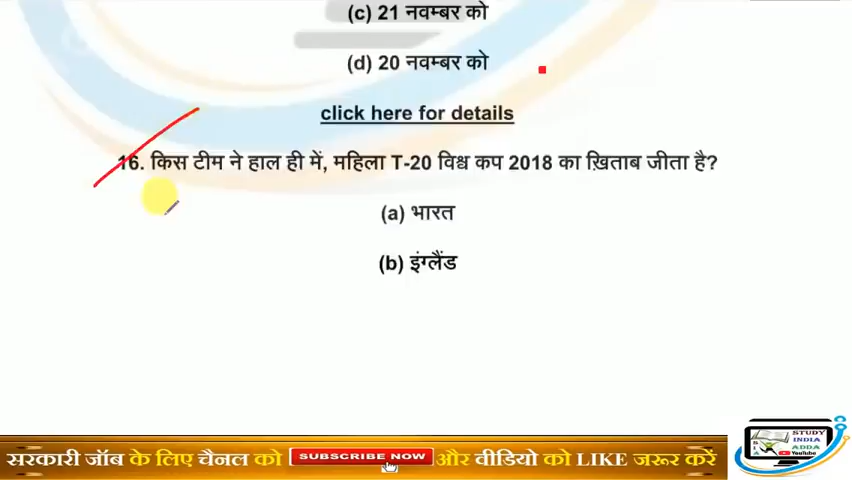 (c) 21 नवम्बर को
(d) 20 नवम्बर को
click here for details
16. किस टीम ने हाल ही में, महिला T-20 विश्व कप 2018 का ख़िताब जीता है?
(a) भारत
(b) इंग्लैंड
सरकारी जॉब के लिए चैनल को SUBSCRIBE NOW और वीडियो को LIKE जरूर करें
STUDY
INDIA
ADDA
YouTube